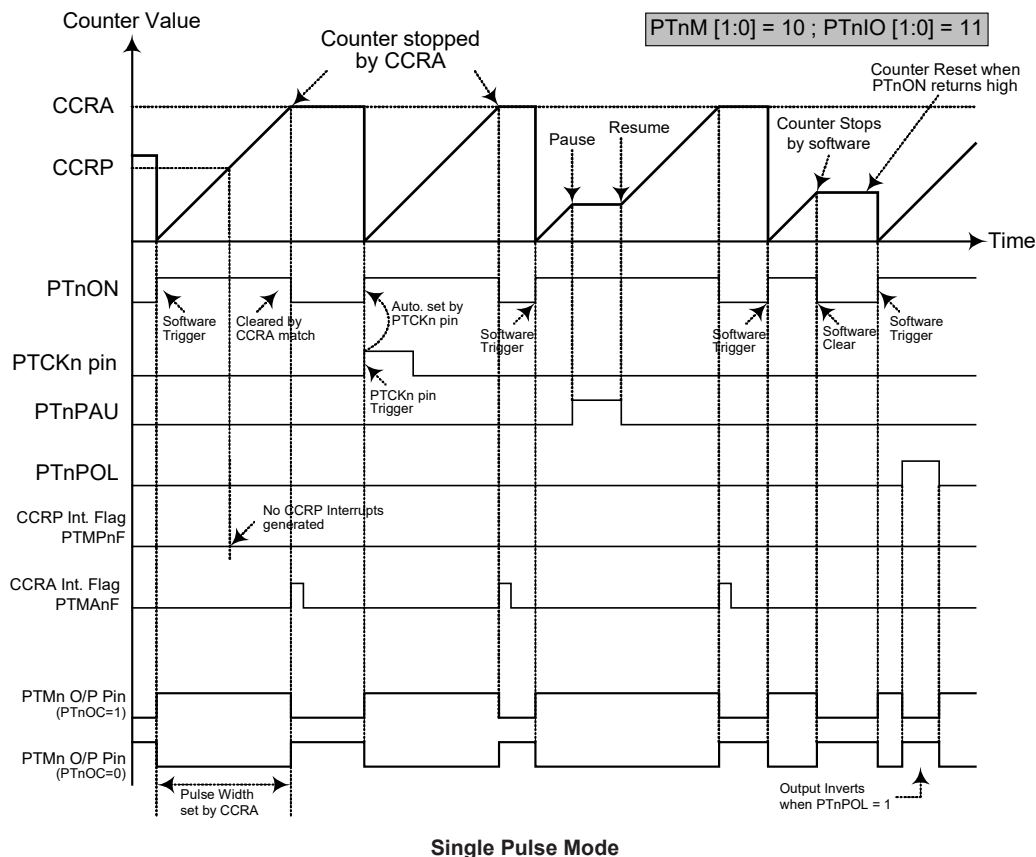 Counter Value
PTnM [1:0] = 10 ; PTnIO [1:0] = 11
Counter stopped
by CCRA
Counter Reset when
PTnON returns high
CCRA
Pause
Resume
Counter Stops
by software
CCRP
Time
PTnON
Software
Trigger
Cleared by
CCRA match
Auto. set by
PTCKn pin
Software
Trigger
Software
Trigger
Software
Clear
Software
Trigger
PTCKn pin
PTCKn pin
Trigger
PTnPAU
PTnPOL
CCRP Int. Flag
PTMPnF
No CCRP Interrupts
generated
CCRA Int. Flag
PTMAnF
PTMn O/P Pin
(PTnOC=1)
PTMn O/P Pin
(PTnOC=0)
Pulse Width
set by CCRA
Output Inverts
when PTnPOL = 1
Single Pulse Mode